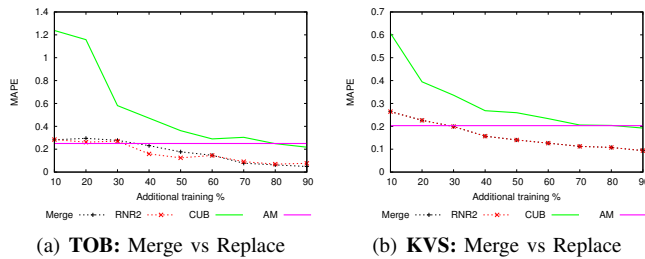 1.4
1.2
1
0.8
0.6
0.4
0.2
0
MAPE
10 20 30 40 50 60 70 80 90
Additional training %
Merge RNR2 CUB AM
(a) TOB: Merge vs Replace
0.7
0.6
0.5
0.4
0.3
0.2
0.1
0
MAPE
10 20 30 40 50 60 70 80 90
Additional training %
Merge RNR2 CUB AM
(b) KVS: Merge vs Replace